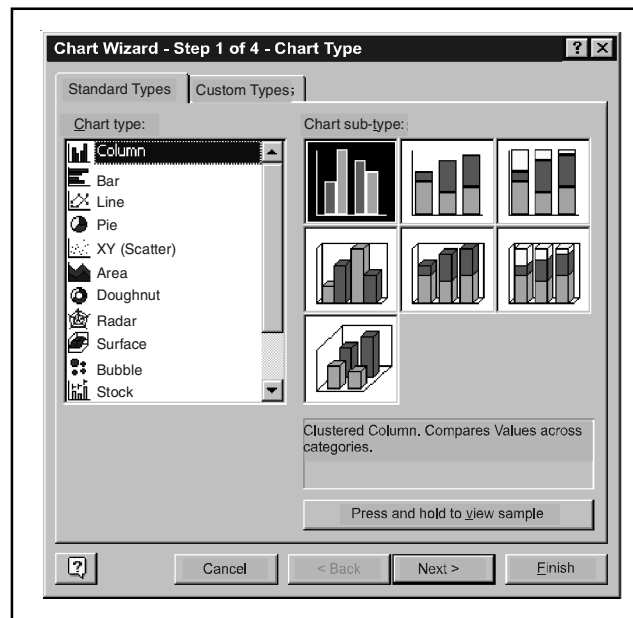 Chart Wizard - Step 1 of 4 - Chart Type
Standard Types
Custom Types;
Chart type:
Chart sub-type:
Column
Bar
Line
Pie
XY (Scatter)
Area
Doughnut
Radar
Surface
Bubble
Stock
Clustered Column. Compares Values across
categories.
Press and hold to view sample
Cancel
< Back
Next >
Finish